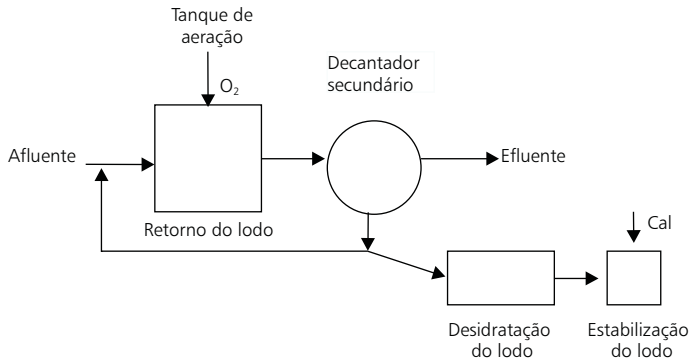 Tanque de
aeração
O₂
Decantador
secundário
Afluente
Efluente
Retorno do lodo
Cal
Desidratação
do lodo
Estabilização
do lodo